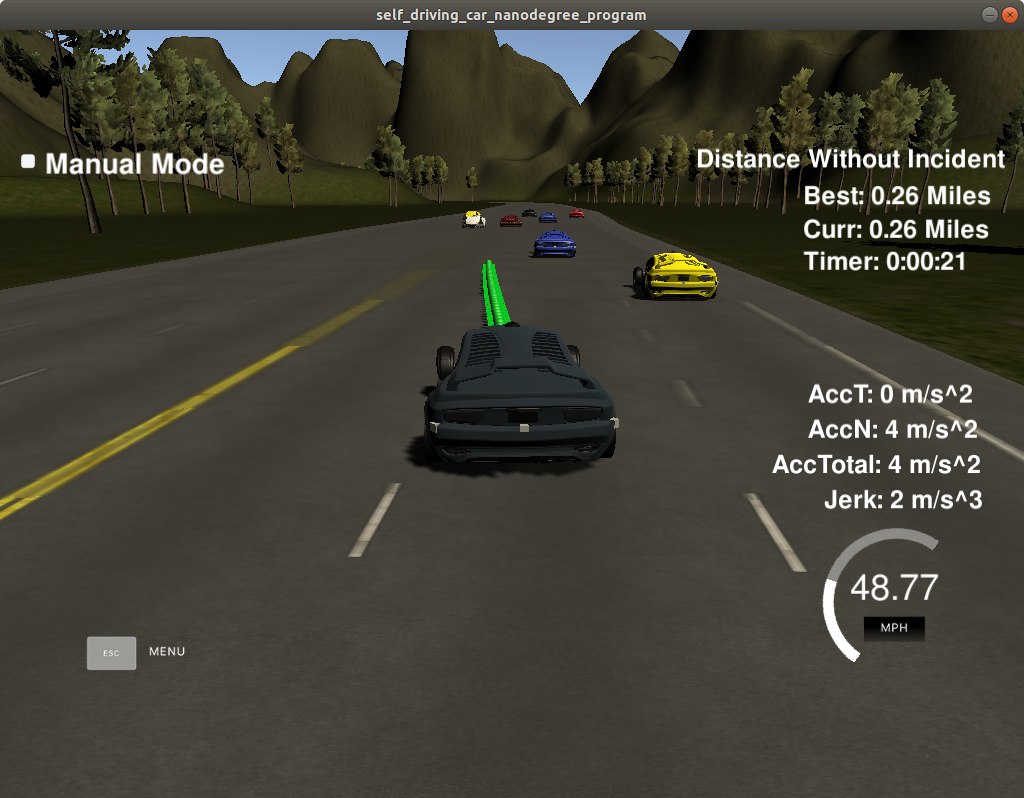 self_driving_car_nanodegree_program
Manual Mode
Distance Without Incident
Best: 0.26 Miles
Curr: 0.26 Miles
Timer: 0:00:21
AccT: 0 m/s^2
AccN: 4 m/s^2
AccTotal: 4 m/s^2
Jerk: 2 m/s^3
48.77
MPH
ESC MENU